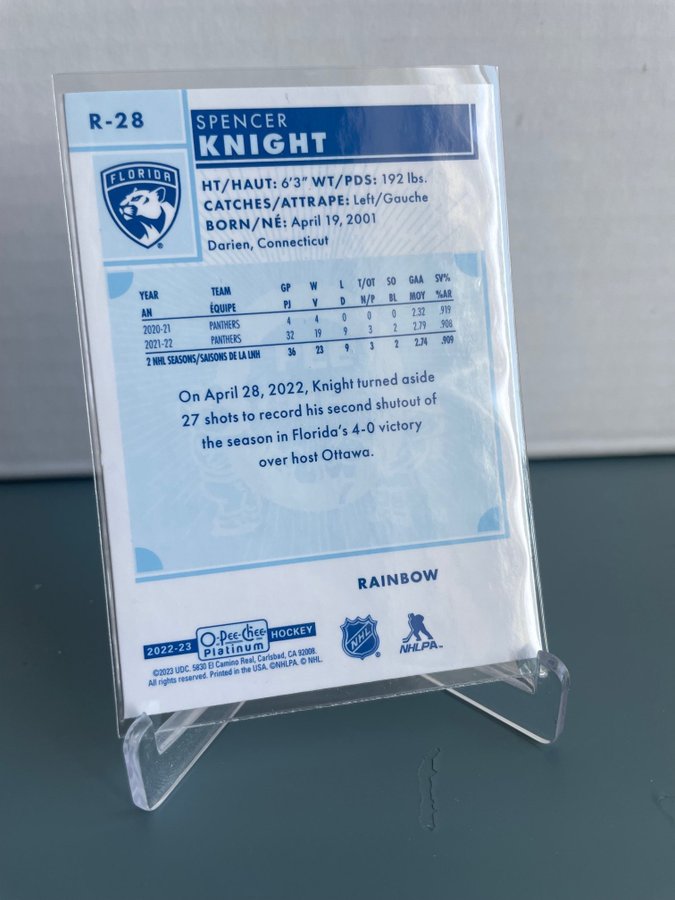 R-28
SPENCER
KNIGHT
FLORIDA
HT/HAUT: 6'3" WT/PDS: 192 lbs.
CATCHES/ATTRAPE: Left/Gauche
BORN/NÉ: April 19, 2001
Darien, Connecticut
YEAR TEAM GP W L T/OT SO GAA SV%
AN ÉQUIPE PJ V D N/P BL MOY %AR
2020-21 PANTHERS 4 4 0 0 0 2.32 .919
2021-22 PANTHERS 32 19 9 3 2 2.79 .908
2 NHL SEASONS/SAISONS DE LA LNH 36 23 9 3 2 2.74 .909
On April 28, 2022, Knight turned aside
27 shots to record his second shutout of
the season in Florida's 4-0 victory
over host Ottawa.
RAINBOW
2022-23 O-Pee-Chee Platinum HOCKEY
NHL
NHLPA
©2023 UDC. 5830 El Camino Real, Carlsbad, CA 92008.
All rights reserved. Printed in the USA. ©NHLPA. © NHL.